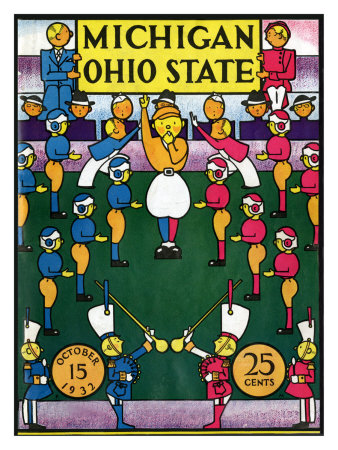 MICHIGAN
OHIO STATE
OCTOBER
15
1932
25
CENTS